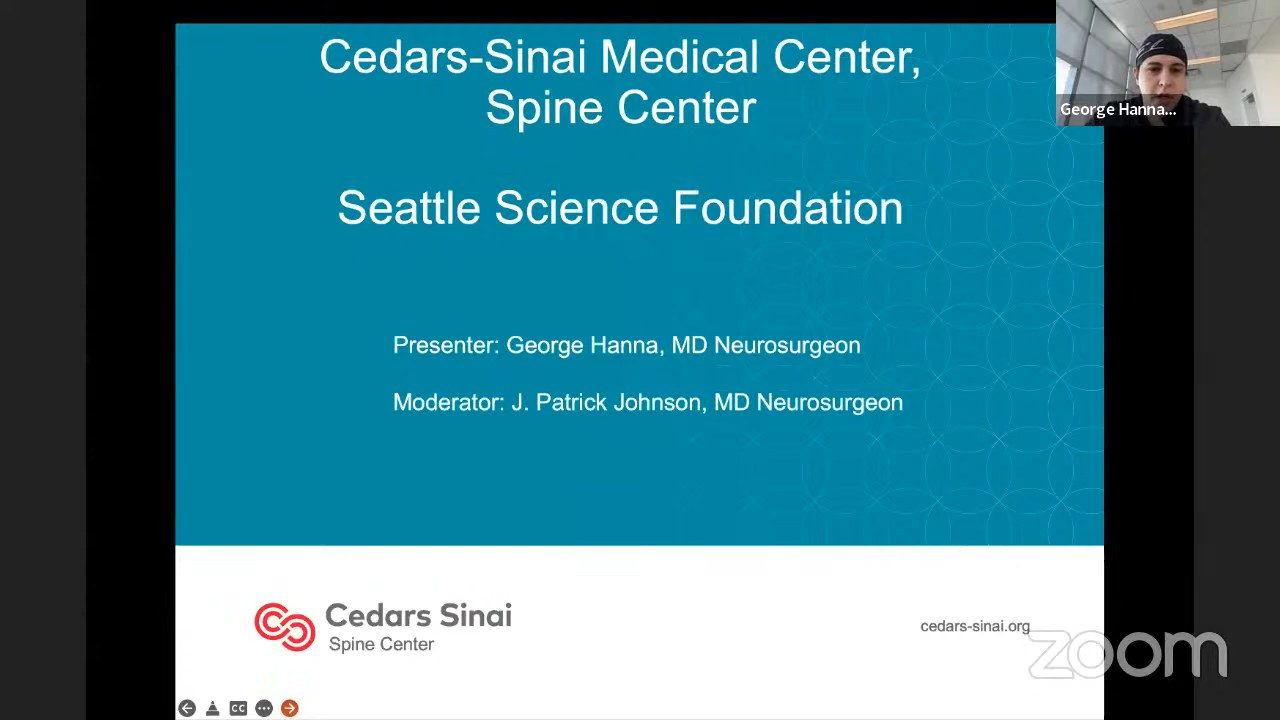 Cedars-Sinai Medical Center,
Spine Center
George Hanna...
Seattle Science Foundation
Presenter: George Hanna, MD Neurosurgeon
Moderator: J. Patrick Johnson, MD Neurosurgeon
Cedars Sinai
Spine Center
cedars-sinai.org
zoom
CC